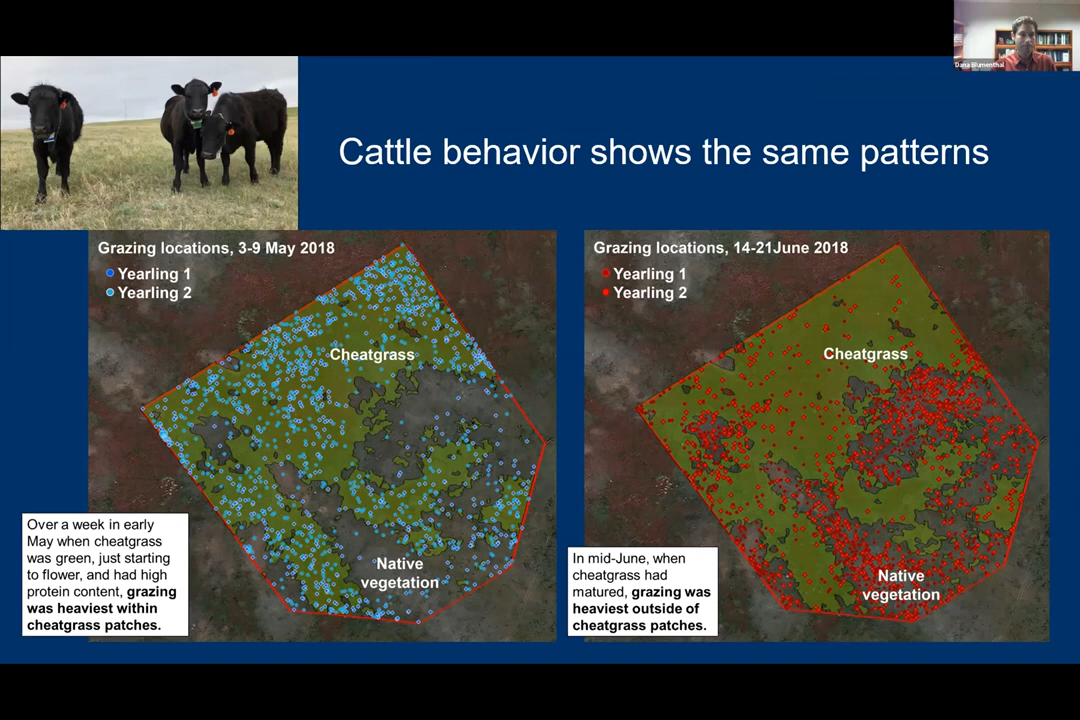 Dana Blumenthal
Cattle behavior shows the same patterns
Grazing locations, 3-9 May 2018
Yearling 1
Yearling 2
Cheatgrass
Native
vegetation
Over a week in early
May when cheatgrass
was green, just starting
to flower, and had high
protein content, grazing
was heaviest within
cheatgrass patches.
Grazing locations, 14-21June 2018
Yearling 1
Yearling 2
Cheatgrass
Native
vegetation
In mid-June, when
cheatgrass had
matured, grazing was
heaviest outside of
cheatgrass patches.